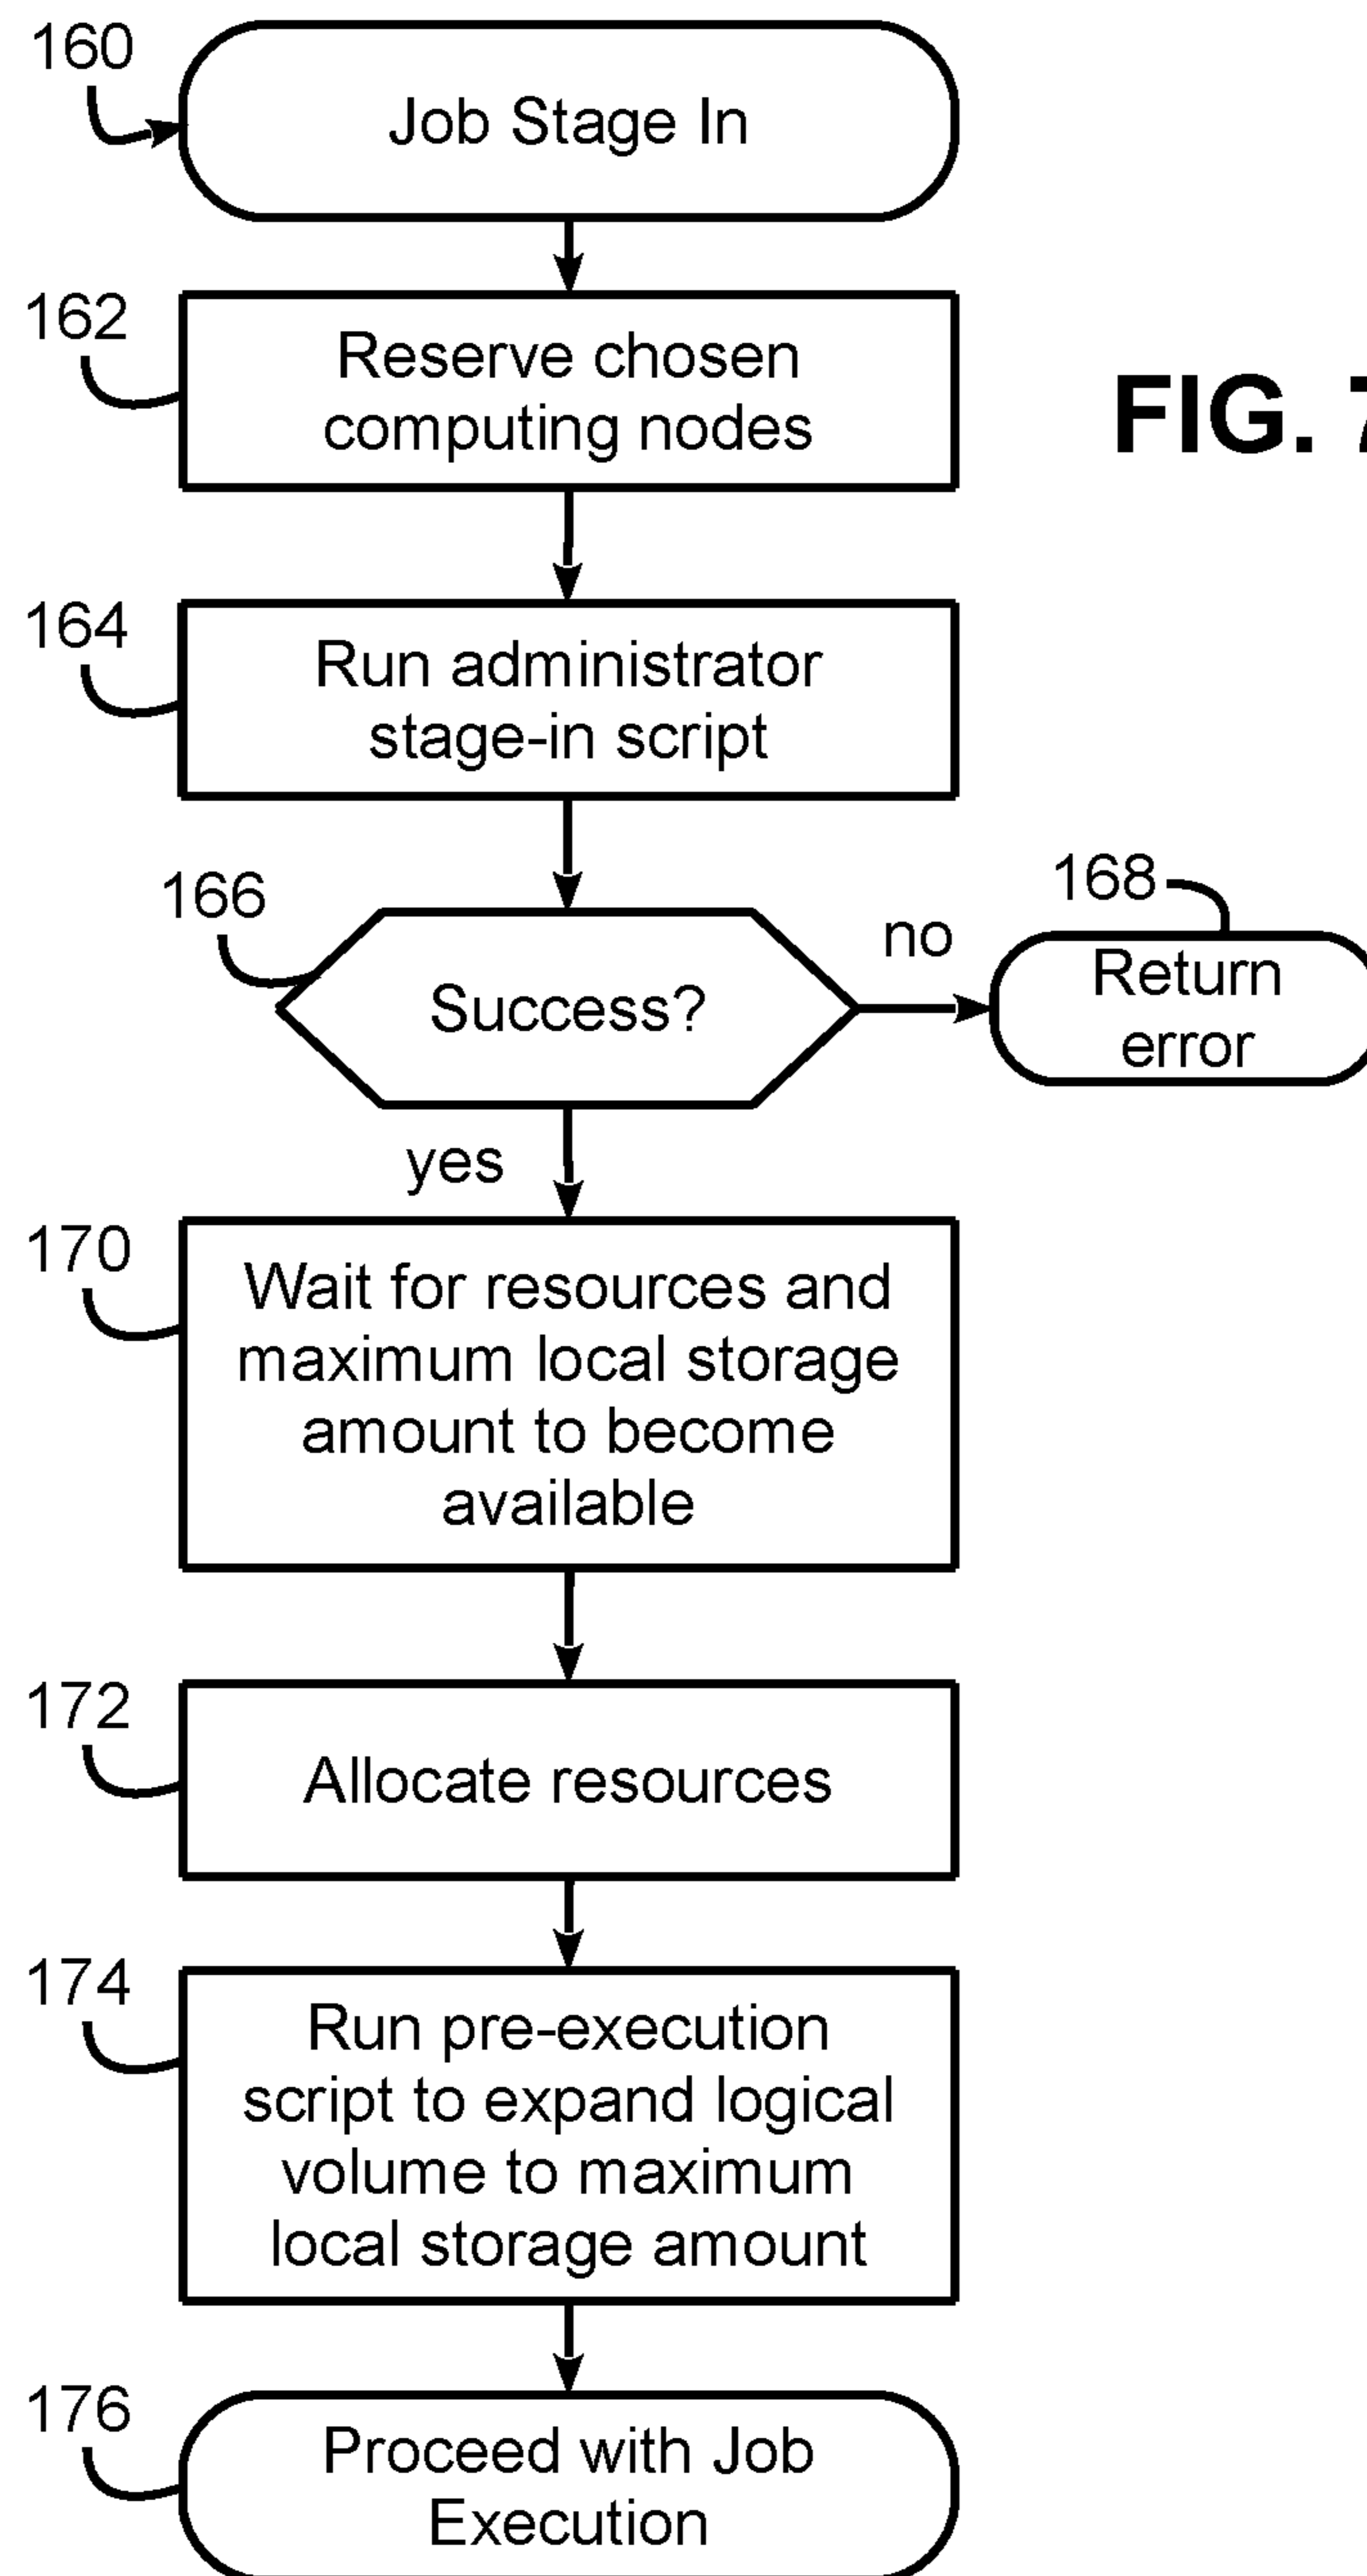 160
Job Stage In
162
Reserve chosen
computing nodes
FIG. 7
164
Run administrator
stage-in script
166
Success?
no
168
Return
error
yes
170
Wait for resources and
maximum local storage
amount to become
available
172
Allocate resources
174
Run pre-execution
script to expand logical
volume to maximum
local storage amount
176
Proceed with Job
Execution